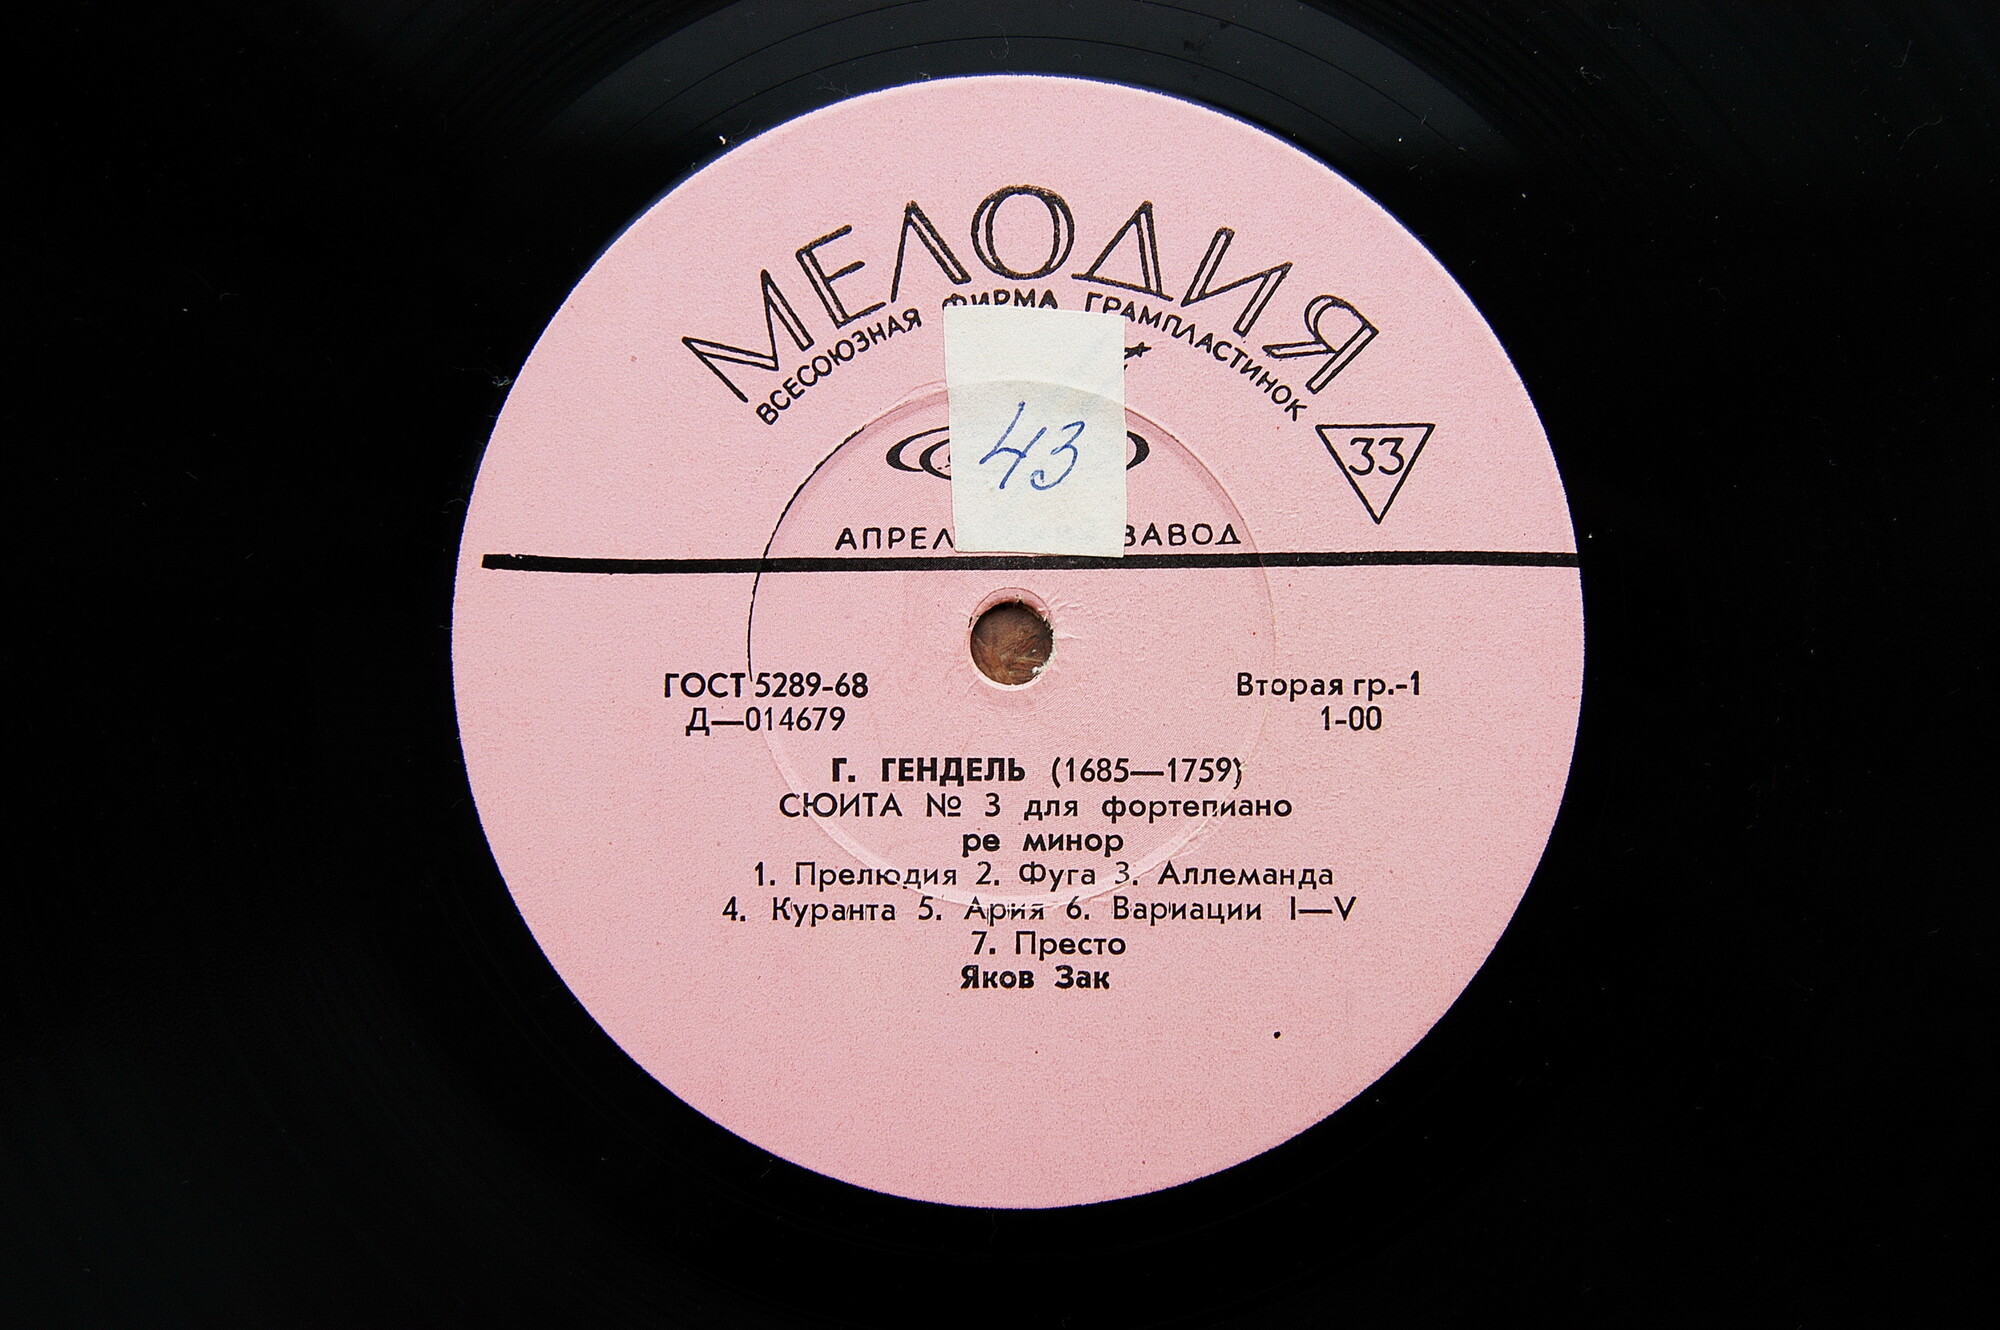 МЕЛОДИЯ
ВСЕСОЮЗНАЯ ФИРМА ГРАМПЛАСТИНОК
33
43
ЗАВОД
ГОСТ 5289-68
Д—014679
Вторая гр.-1
1-00
Г. ГЕНДЕЛЬ (1685—1759)
СЮИТА № 3 для фортепиано
ре минор
1. Прелюдия 2. Фуга 3. Аллеманда
4. Куранта 5. Ария 6. Вариации I—V
7. Престо
Яков Зак